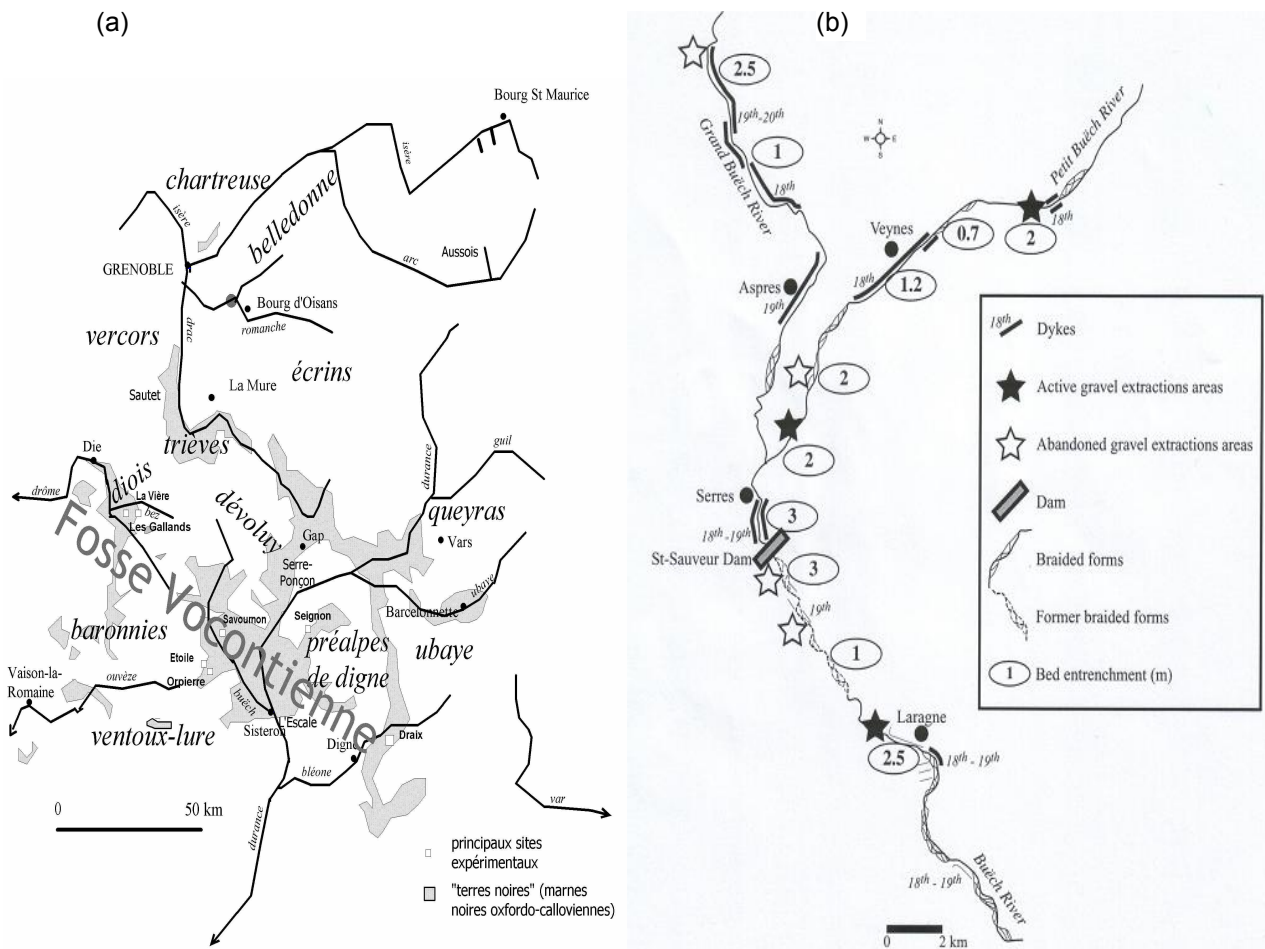 (a)
Bourg St Maurice
isère
chartreuse
belledonne
isère
GRENOBLE
Aussois
arc
Bourg d'Oisans
romanche
drac
vercors
écrins
La Mure
Sautet
trièves
Die
guil
durance
drôme
diois
La Vière
bez
Les Gallands
dévoluy
queyras
Gap
Vars
Fosse Vocontienne
Serre-
Ponçon
ubaye
Barcelonnette
Savournon
Seignon
baronnies
préalpes
de digne
ubaye
Etoile
Orpierre
Vaison-la-
Romaine
ouvèze
buëch
L'Escale
Sisteron
ventoux-lure
Digne
Draix
bléone
0
50 km
var
durance
principaux sites
expérimentaux
"terres noires" (marnes
noires oxfordo-calloviennes)
(b)
2.5
19th-20th
Grand Buëch River
N
W E
S
1
18th
Petit Buëch River
18th
Veynes
0.7
2
Aspres
18th
1.2
19th
2
2
Serres
3
18th-19th
St-Sauveur Dam
3
19th
1
Laragne
2.5
18th - 19th
18th - 19th
Buëch River
0
2 km
18th
Dykes
Active gravel extractions areas
Abandoned gravel extractions areas
Dam
Braided forms
Former braided forms
1
Bed entrenchment (m)